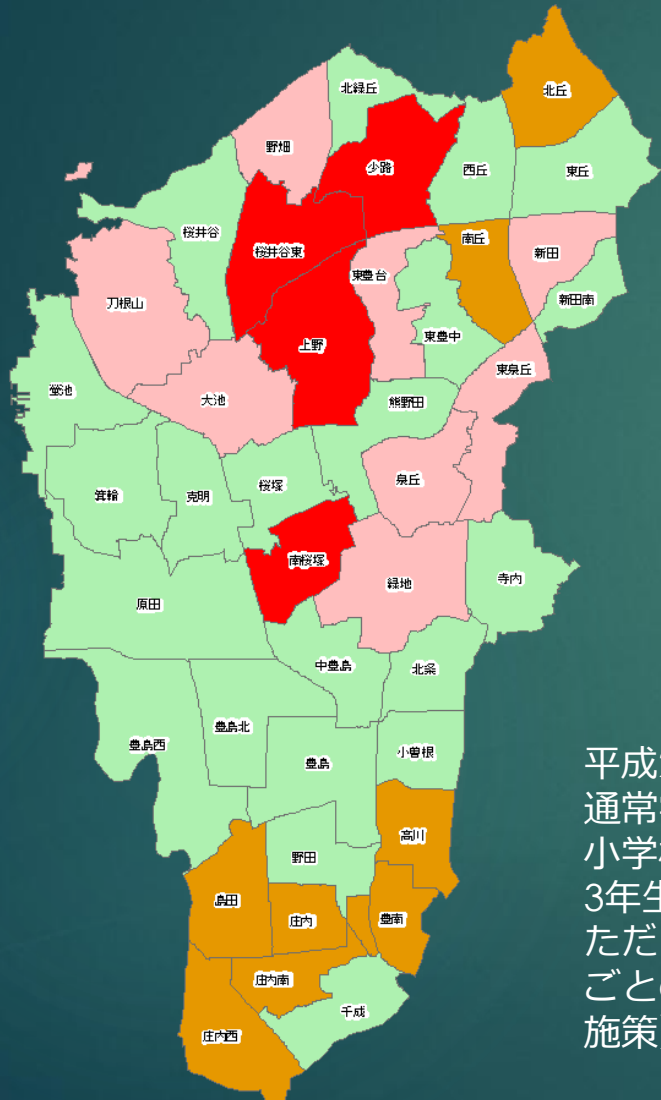 北丘
北緑丘
野畑
少路
西丘
東丘
桜井谷
桜井谷東
南丘
新田
東豊台
刀根山
新田南
上野
東豊中
東泉丘
蛍池
大池
熊野田
泉丘
桜塚
箕輪
克明
南桜塚
緑地
寺内
原田
中豊島
北条
豊島北
豊島西
小曽根
豊島
平成
通常
小学
3年生
ただ
ごとの
施策
高川
野田
島田
庄内
豊南
庄内南
千成
庄内西